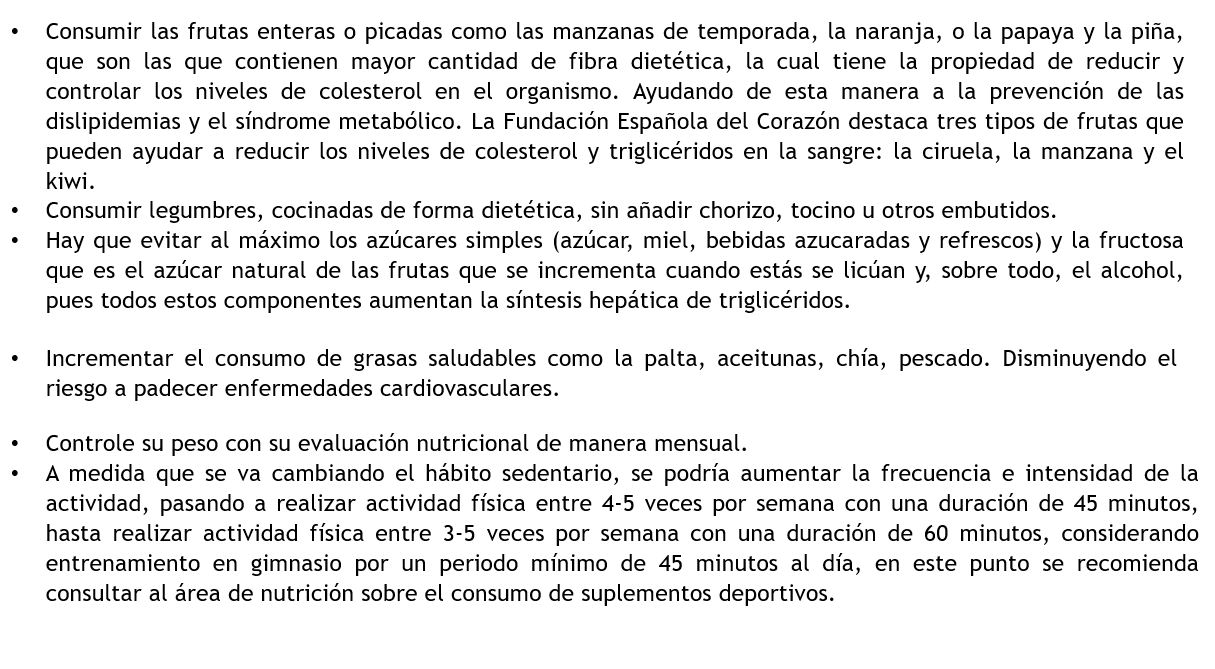 • Consumir las frutas enteras o picadas como las manzanas de temporada, la naranja, o la papaya y la piña,
que son las que contienen mayor cantidad de fibra dietética, la cual tiene la propiedad de reducir y
controlar los niveles de colesterol en el organismo. Ayudando de esta manera a la prevención de las
dislipidemias y el síndrome metabólico. La Fundación Española del Corazón destaca tres tipos de frutas que
pueden ayudar a reducir los niveles de colesterol y triglicéridos en la sangre: la ciruela, la manzana y el
kiwi.
• Consumir legumbres, cocinadas de forma dietética, sin añadir chorizo, tocino u otros embutidos.
• Hay que evitar al máximo los azúcares simples (azúcar, miel, bebidas azucaradas y refrescos) y la fructosa
que es el azúcar natural de las frutas que se incrementa cuando estás se licúan y, sobre todo, el alcohol,
pues todos estos componentes aumentan la síntesis hepática de triglicéridos.
• Incrementar el consumo de grasas saludables como la palta, aceitunas, chía, pescado. Disminuyendo el
riesgo a padecer enfermedades cardiovasculares.
• Controle su peso con su evaluación nutricional de manera mensual.
• A medida que se va cambiando el hábito sedentario, se podría aumentar la frecuencia e intensidad de la
actividad, pasando a realizar actividad física entre 4-5 veces por semana con una duración de 45 minutos,
hasta realizar actividad física entre 3-5 veces por semana con una duración de 60 minutos, considerando
entrenamiento en gimnasio por un periodo mínimo de 45 minutos al día, en este punto se recomienda
consultar al área de nutrición sobre el consumo de suplementos deportivos.